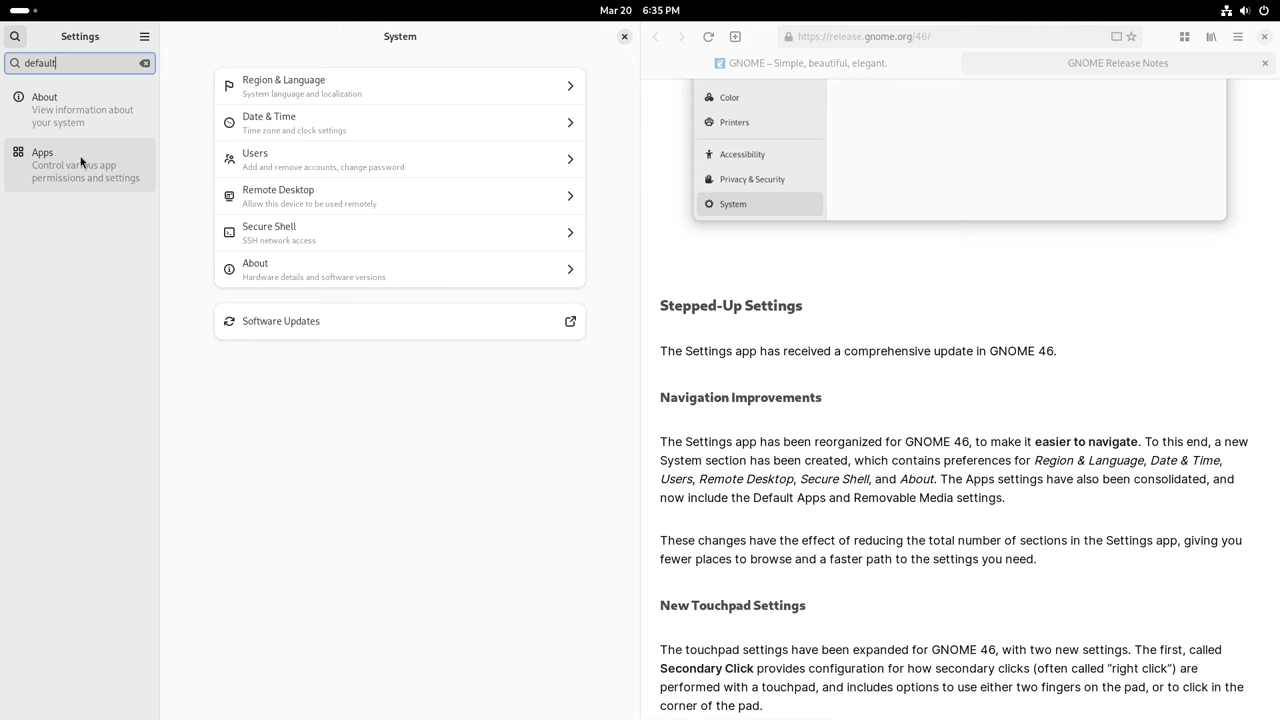 Mar 20 6:35 PM
Settings
default
About
View information about
your system
Apps
Control various app
permissions and settings
System
Region & Language
System language and localization
Date & Time
Time zone and clock settings
Users
Add and remove accounts, change password
Remote Desktop
Allow this device to be used remotely
Secure Shell
SSH network access
About
Hardware details and software versions
Software Updates
https://release.gnome.org/46/
GNOME – Simple, beautiful, elegant.
GNOME Release Notes
Color
Printers
Accessibility
Privacy & Security
System
Stepped-Up Settings
The Settings app has received a comprehensive update in GNOME 46.
Navigation Improvements
The Settings app has been reorganized for GNOME 46, to make it easier to navigate. To this end, a new
System section has been created, which contains preferences for Region & Language, Date & Time,
Users, Remote Desktop, Secure Shell, and About. The Apps settings have also been consolidated, and
now include the Default Apps and Removable Media settings.
These changes have the effect of reducing the total number of sections in the Settings app, giving you
fewer places to browse and a faster path to the settings you need.
New Touchpad Settings
The touchpad settings have been expanded for GNOME 46, with two new settings. The first, called
Secondary Click provides configuration for how secondary clicks (often called “right click”) are
performed with a touchpad, and includes options to use either two fingers on the pad, or to click in the
corner of the pad.